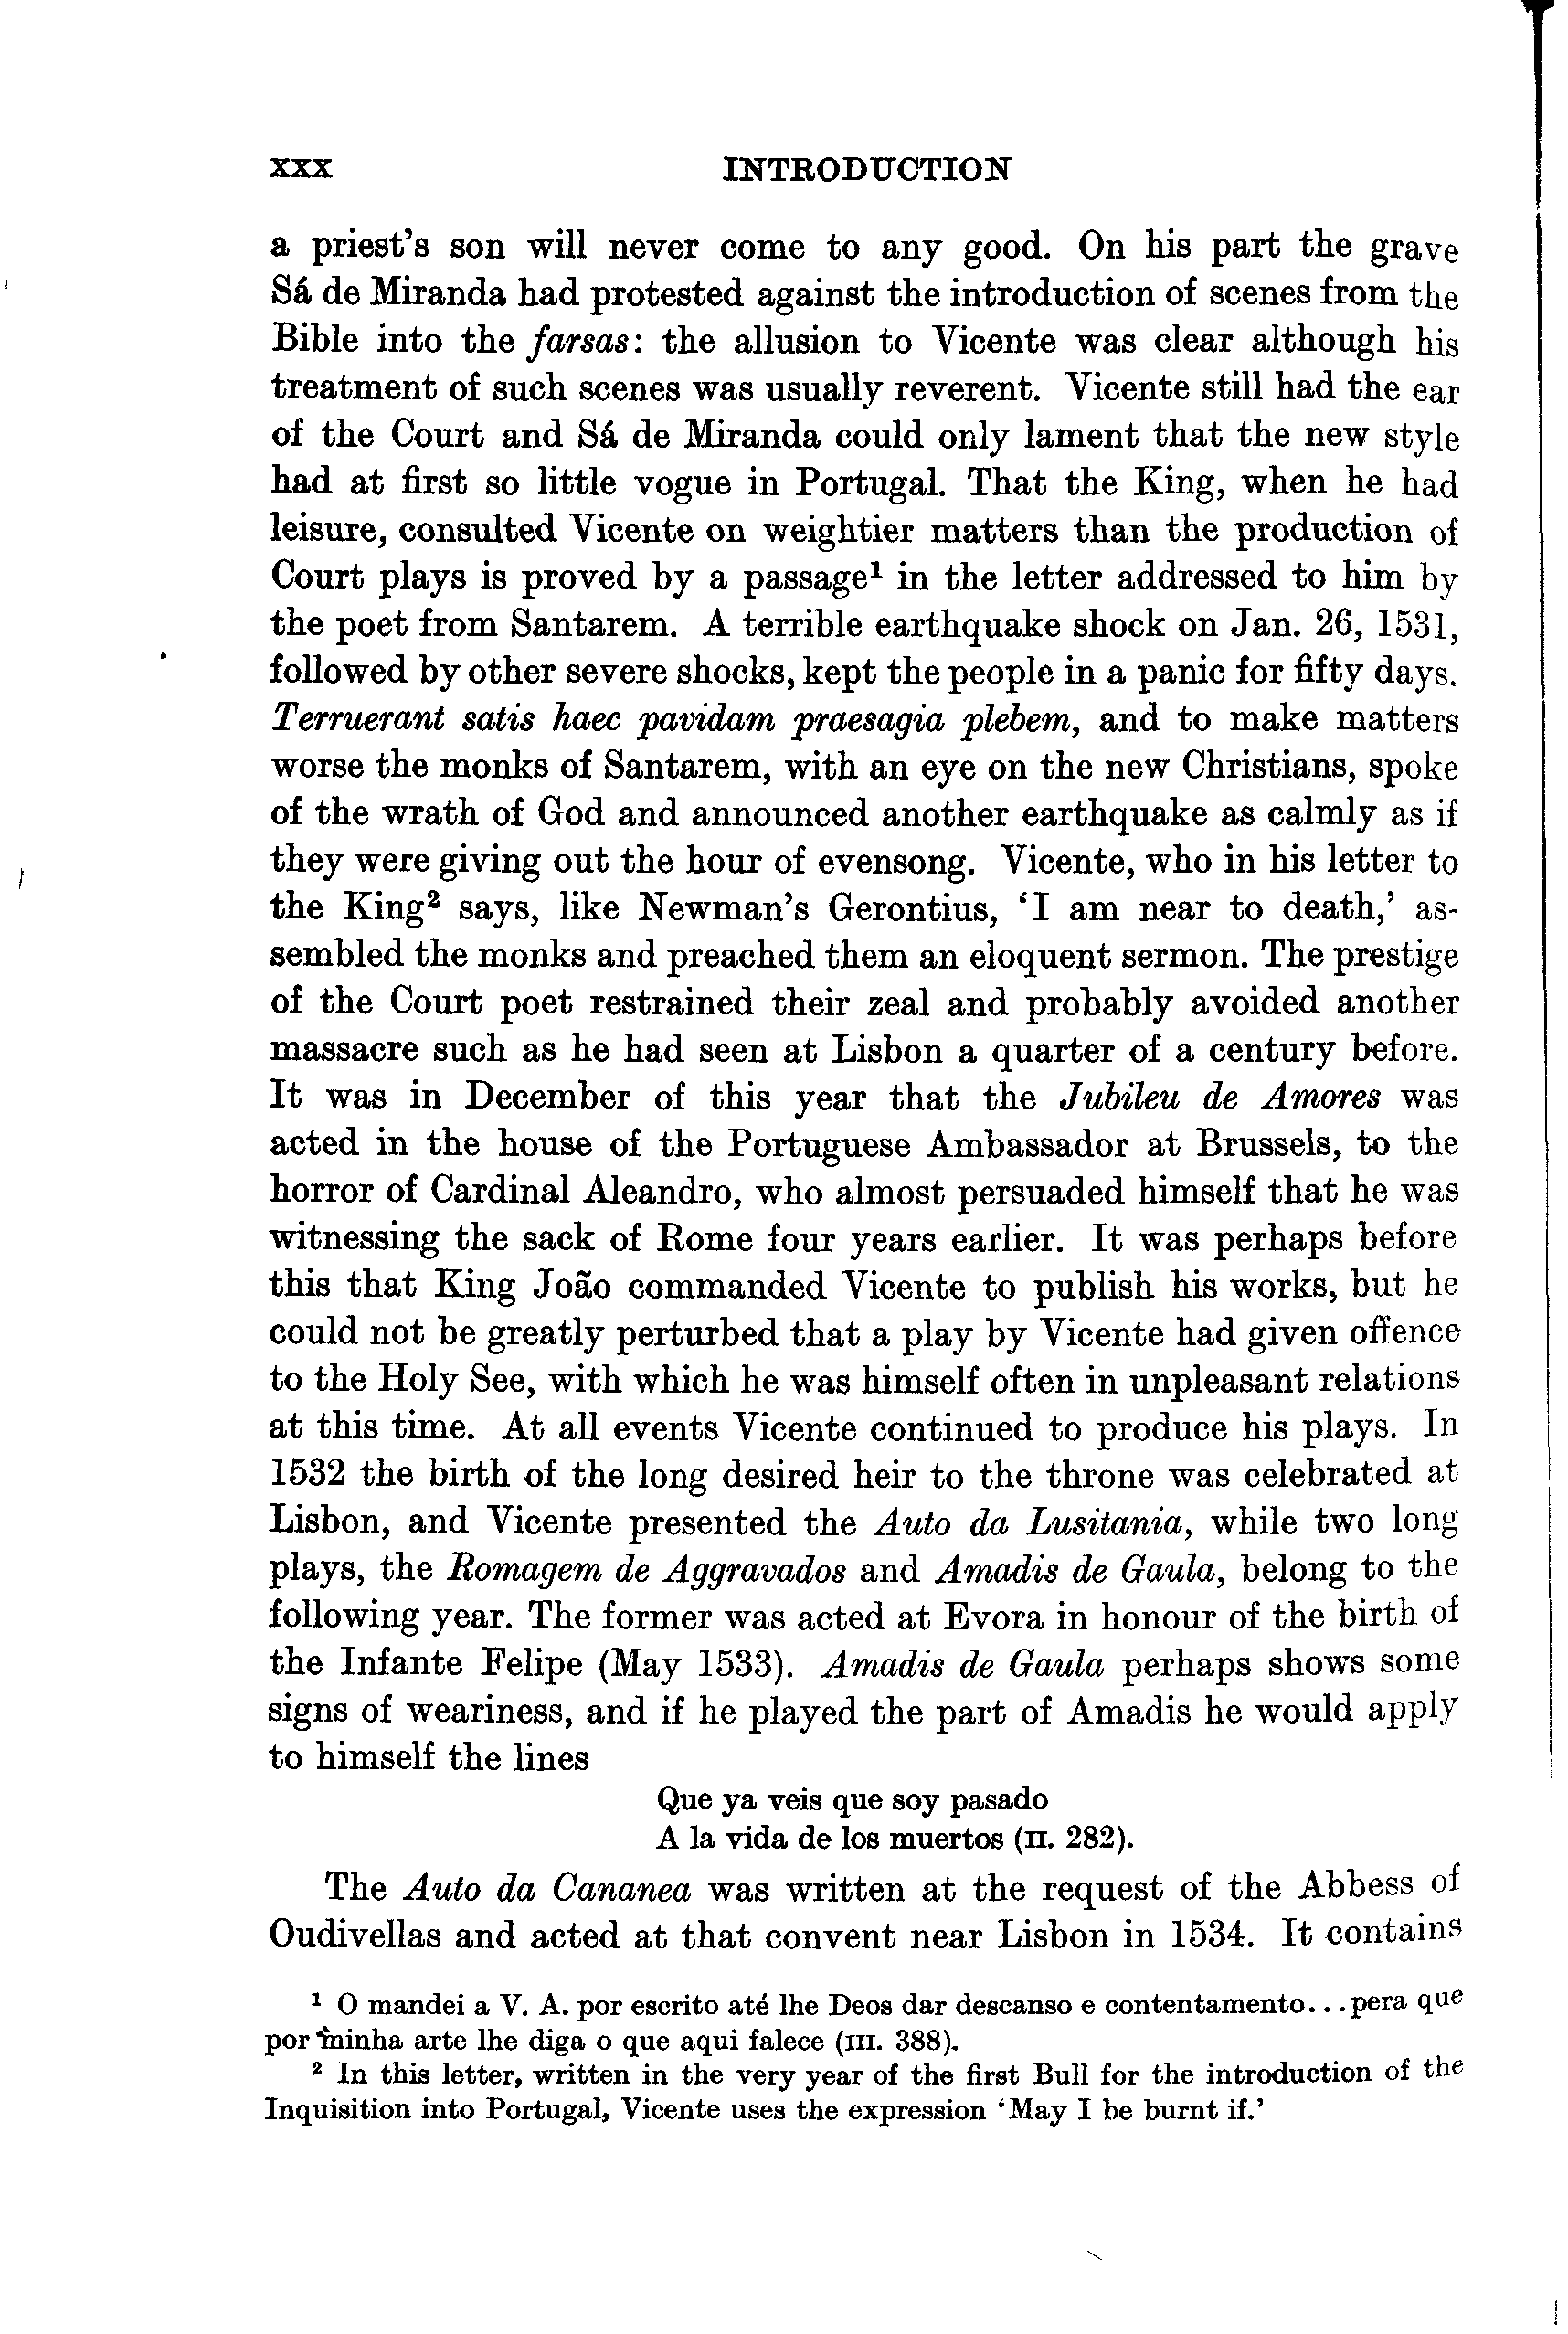 xxx INTRODUCTION
a priest's son will never come to any good. On his part the grave
Sá de Miranda had protested against the introduction of scenes from the
Bible into the farsas: the allusion to Vicente was clear although his
treatment of such scenes was usually reverent. Vicente still had the ear
of the Court and Sá de Miranda could only lament that the new style
had at first so little vogue in Portugal. That the King, when he had
leisure, consulted Vicente on weightier matters than the production of
Court plays is proved by a passage¹ in the letter addressed to him by
the poet from Santarem. A terrible earthquake shock on Jan. 26, 1531,
followed by other severe shocks, kept the people in a panic for fifty days.
Terruerant satis haec pavidam praesagia plebem, and to make matters
worse the monks of Santarem, with an eye on the new Christians, spoke
of the wrath of God and announced another earthquake as calmly as if
they were giving out the hour of evensong. Vicente, who in his letter to
the King² says, like Newman's Gerontius, 'I am near to death,' as-
sembled the monks and preached them an eloquent sermon. The prestige
of the Court poet restrained their zeal and probably avoided another
massacre such as he had seen at Lisbon a quarter of a century before.
It was in December of this year that the Jubileu de Amores was
acted in the house of the Portuguese Ambassador at Brussels, to the
horror of Cardinal Aleandro, who almost persuaded himself that he was
witnessing the sack of Rome four years earlier. It was perhaps before
this that King João commanded Vicente to publish his works, but he
could not be greatly perturbed that a play by Vicente had given offence
to the Holy See, with which he was himself often in unpleasant relations
at this time. At all events Vicente continued to produce his plays. In
1532 the birth of the long desired heir to the throne was celebrated at
Lisbon, and Vicente presented the Auto da Lusitania, while two long
plays, the Romagem de Aggravados and Amadis de Gaula, belong to the
following year. The former was acted at Evora in honour of the birth of
the Infante Felipe (May 1533). Amadis de Gaula perhaps shows some
signs of weariness, and if he played the part of Amadis he would apply
to himself the lines
Que ya veis que soy pasado
A la vida de los muertos (II. 282).
The Auto da Cananea was written at the request of the Abbess of
Oudivellas and acted at that convent near Lisbon in 1534. It contains
¹ O mandei a V. A. por escrito até lhe Deos dar descanso e contentamento...pera que
por minha arte lhe diga o que aqui falece (III. 388).
² In this letter, written in the very year of the first Bull for the introduction of the
Inquisition into Portugal, Vicente uses the expression 'May I be burnt if.'